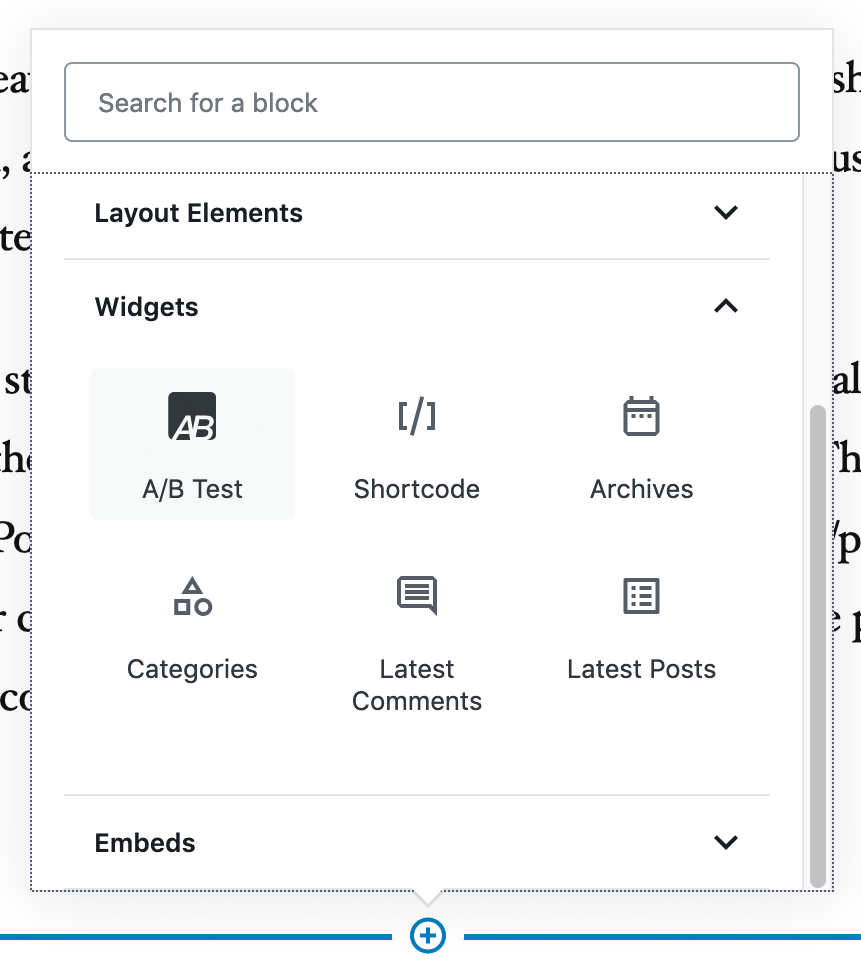 Search for a block
Layout Elements
Widgets
AB
A/B Test
Shortcode
Archives
Categories
Latest
Comments
Latest Posts
Embeds